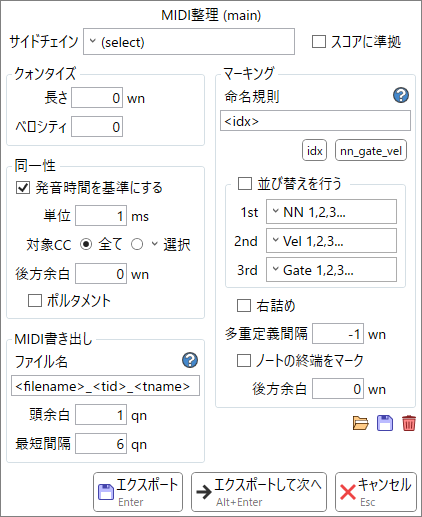 MIDI整理 (main)
サイドチェイン (select) スコアに準拠
クォンタイズ
長さ 0 wn
ベロシティ 0
同一性
発音時間を基準にする
単位 1 ms
対象CC 全て 選択
後方余白 0 wn
ポルタメント
MIDI書き出し
ファイル名
<filename>_<tid>_<tname>
頭余白 1 qn
最短間隔 6 qn
マーキング
命名規則
<idx>
idx nn_gate_vel
並び替えを行う
1st NN 1,2,3...
2nd Vel 1,2,3...
3rd Gate 1,2,3...
右詰め
多重定義間隔 -1 wn
ノートの終端をマーク
後方余白 0 wn
エクスポート
Enter
エクスポートして次へ
Alt+Enter
キャンセル
Esc